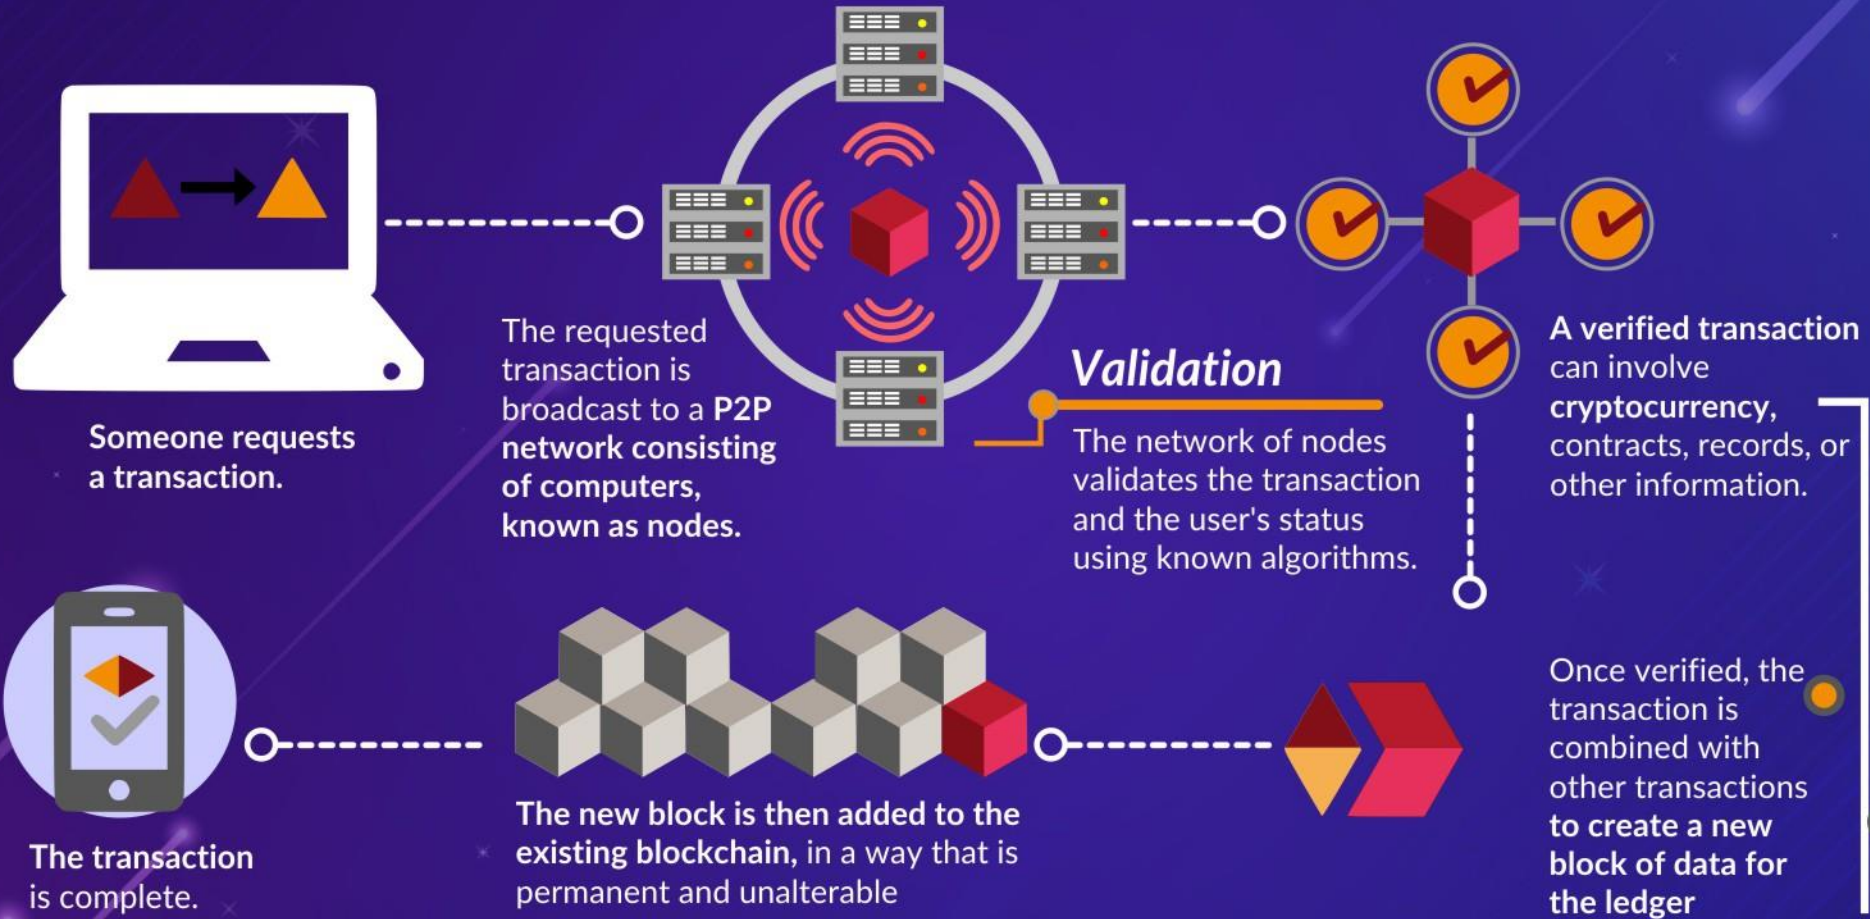 Someone requests
a transaction.
The requested
transaction is
broadcast to a P2P
network consisting
of computers,
known as nodes.
Validation
The network of nodes
validates the transaction
and the user's status
using known algorithms.
A verified transaction
can involve
cryptocurrency,
contracts, records, or
other information.
Once verified, the
transaction is
combined with
other transactions
to create a new
block of data for
the ledger
The new block is then added to the
existing blockchain, in a way that is
permanent and unalterable
The transaction
is complete.